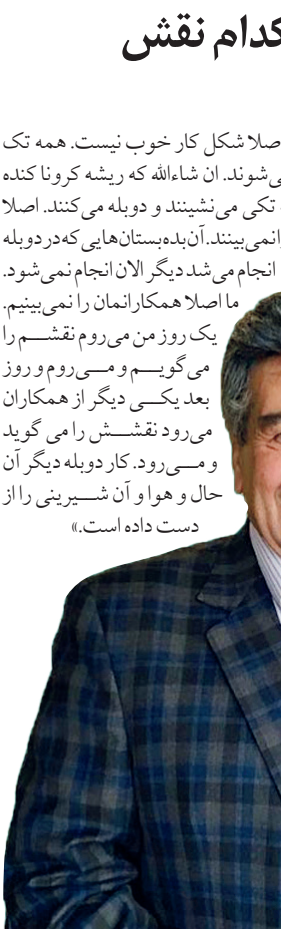 کدام نقش
اصلا شکل کار خوب نیست. همه تک
می‌شوند. ان شاءالله که ریشه کرونا کنده
تکی می‌نشینند و دوبله می‌کنند. اصلا
نمی‌بینند. آن بده‌بستان‌هایی که در دوبله
انجام می‌شد دیگر الان انجام نمی‌شود.
ما اصلا همکارانمان را نمی‌بینیم.
یک روز من می‌روم نقشم را
می‌گویم و می‌روم و روز
بعد یکی دیگر از همکاران
می‌رود نقشش را می گوید
و می‌رود. کار دوبله دیگر آن
حال و هوا و آن شیرینی را از
دست داده است.»